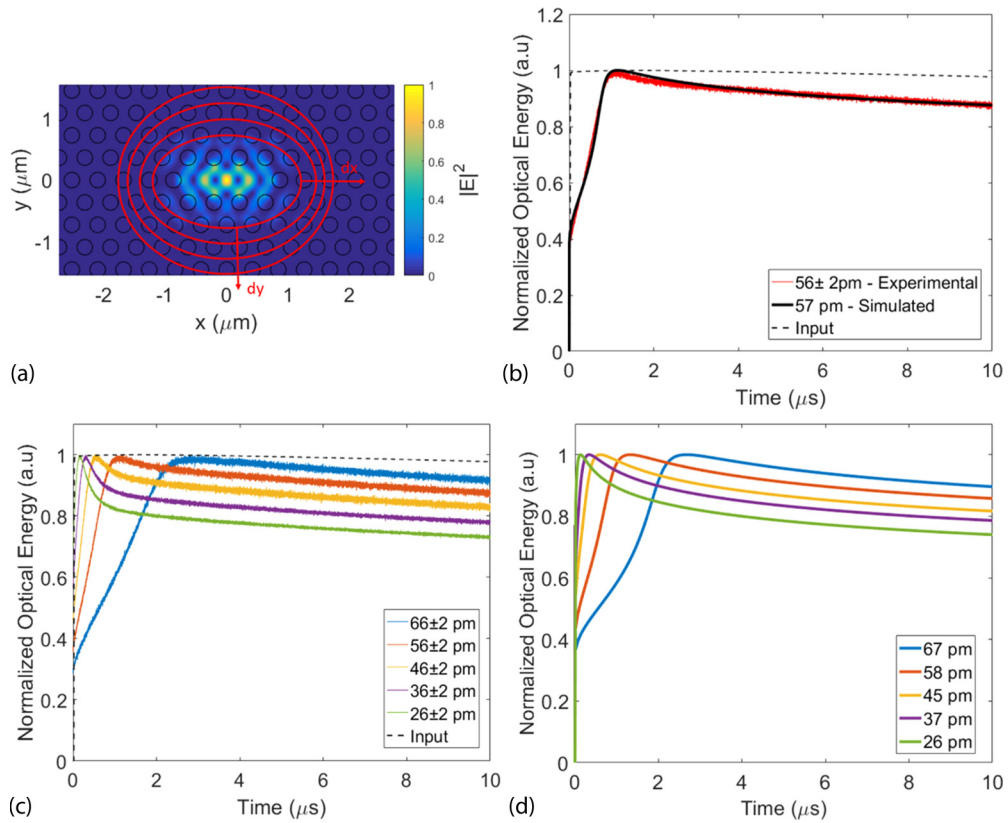 1
0
-1
y (μm)
-2
-1
0
1
2
x (μm)
dx
dy
1
0.8
0.6
0.4
0.2
0
|E|²
(a)
1.2
1
0.8
0.6
0.4
0.2
0
Normalized Optical Energy (a.u)
56± 2pm - Experimental
57 pm - Simulated
Input
0
2
4
6
8
10
Time (μs)
(b)
1
0.8
0.6
0.4
0.2
0
Normalized Optical Energy (a.u)
66±2 pm
56±2 pm
46±2 pm
36±2 pm
26±2 pm
Input
0
2
4
6
8
10
Time (μs)
(c)
1
0.8
0.6
0.4
0.2
0
Normalized Optical Energy (a.u)
67 pm
58 pm
45 pm
37 pm
26 pm
0
2
4
6
8
10
Time (μs)
(d)